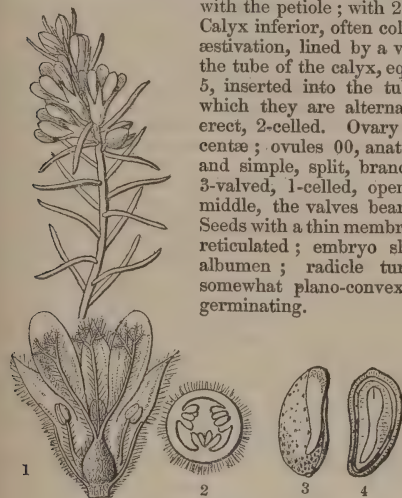 with the petiole ; with 2
Calyx inferior, often col
æstivation, lined by a v
the tube of the calyx, eq
5, inserted into the tu
which they are alterna
erect, 2-celled. Ovary
centæ ; ovules 00, anat
and simple, split, branc
3-valved, 1-celled, open
middle, the valves bear
Seeds with a thin membr
reticulated ; embryo sl
albumen ; radicle tur
somewhat plano-convex
germinating.
1
2
3
4